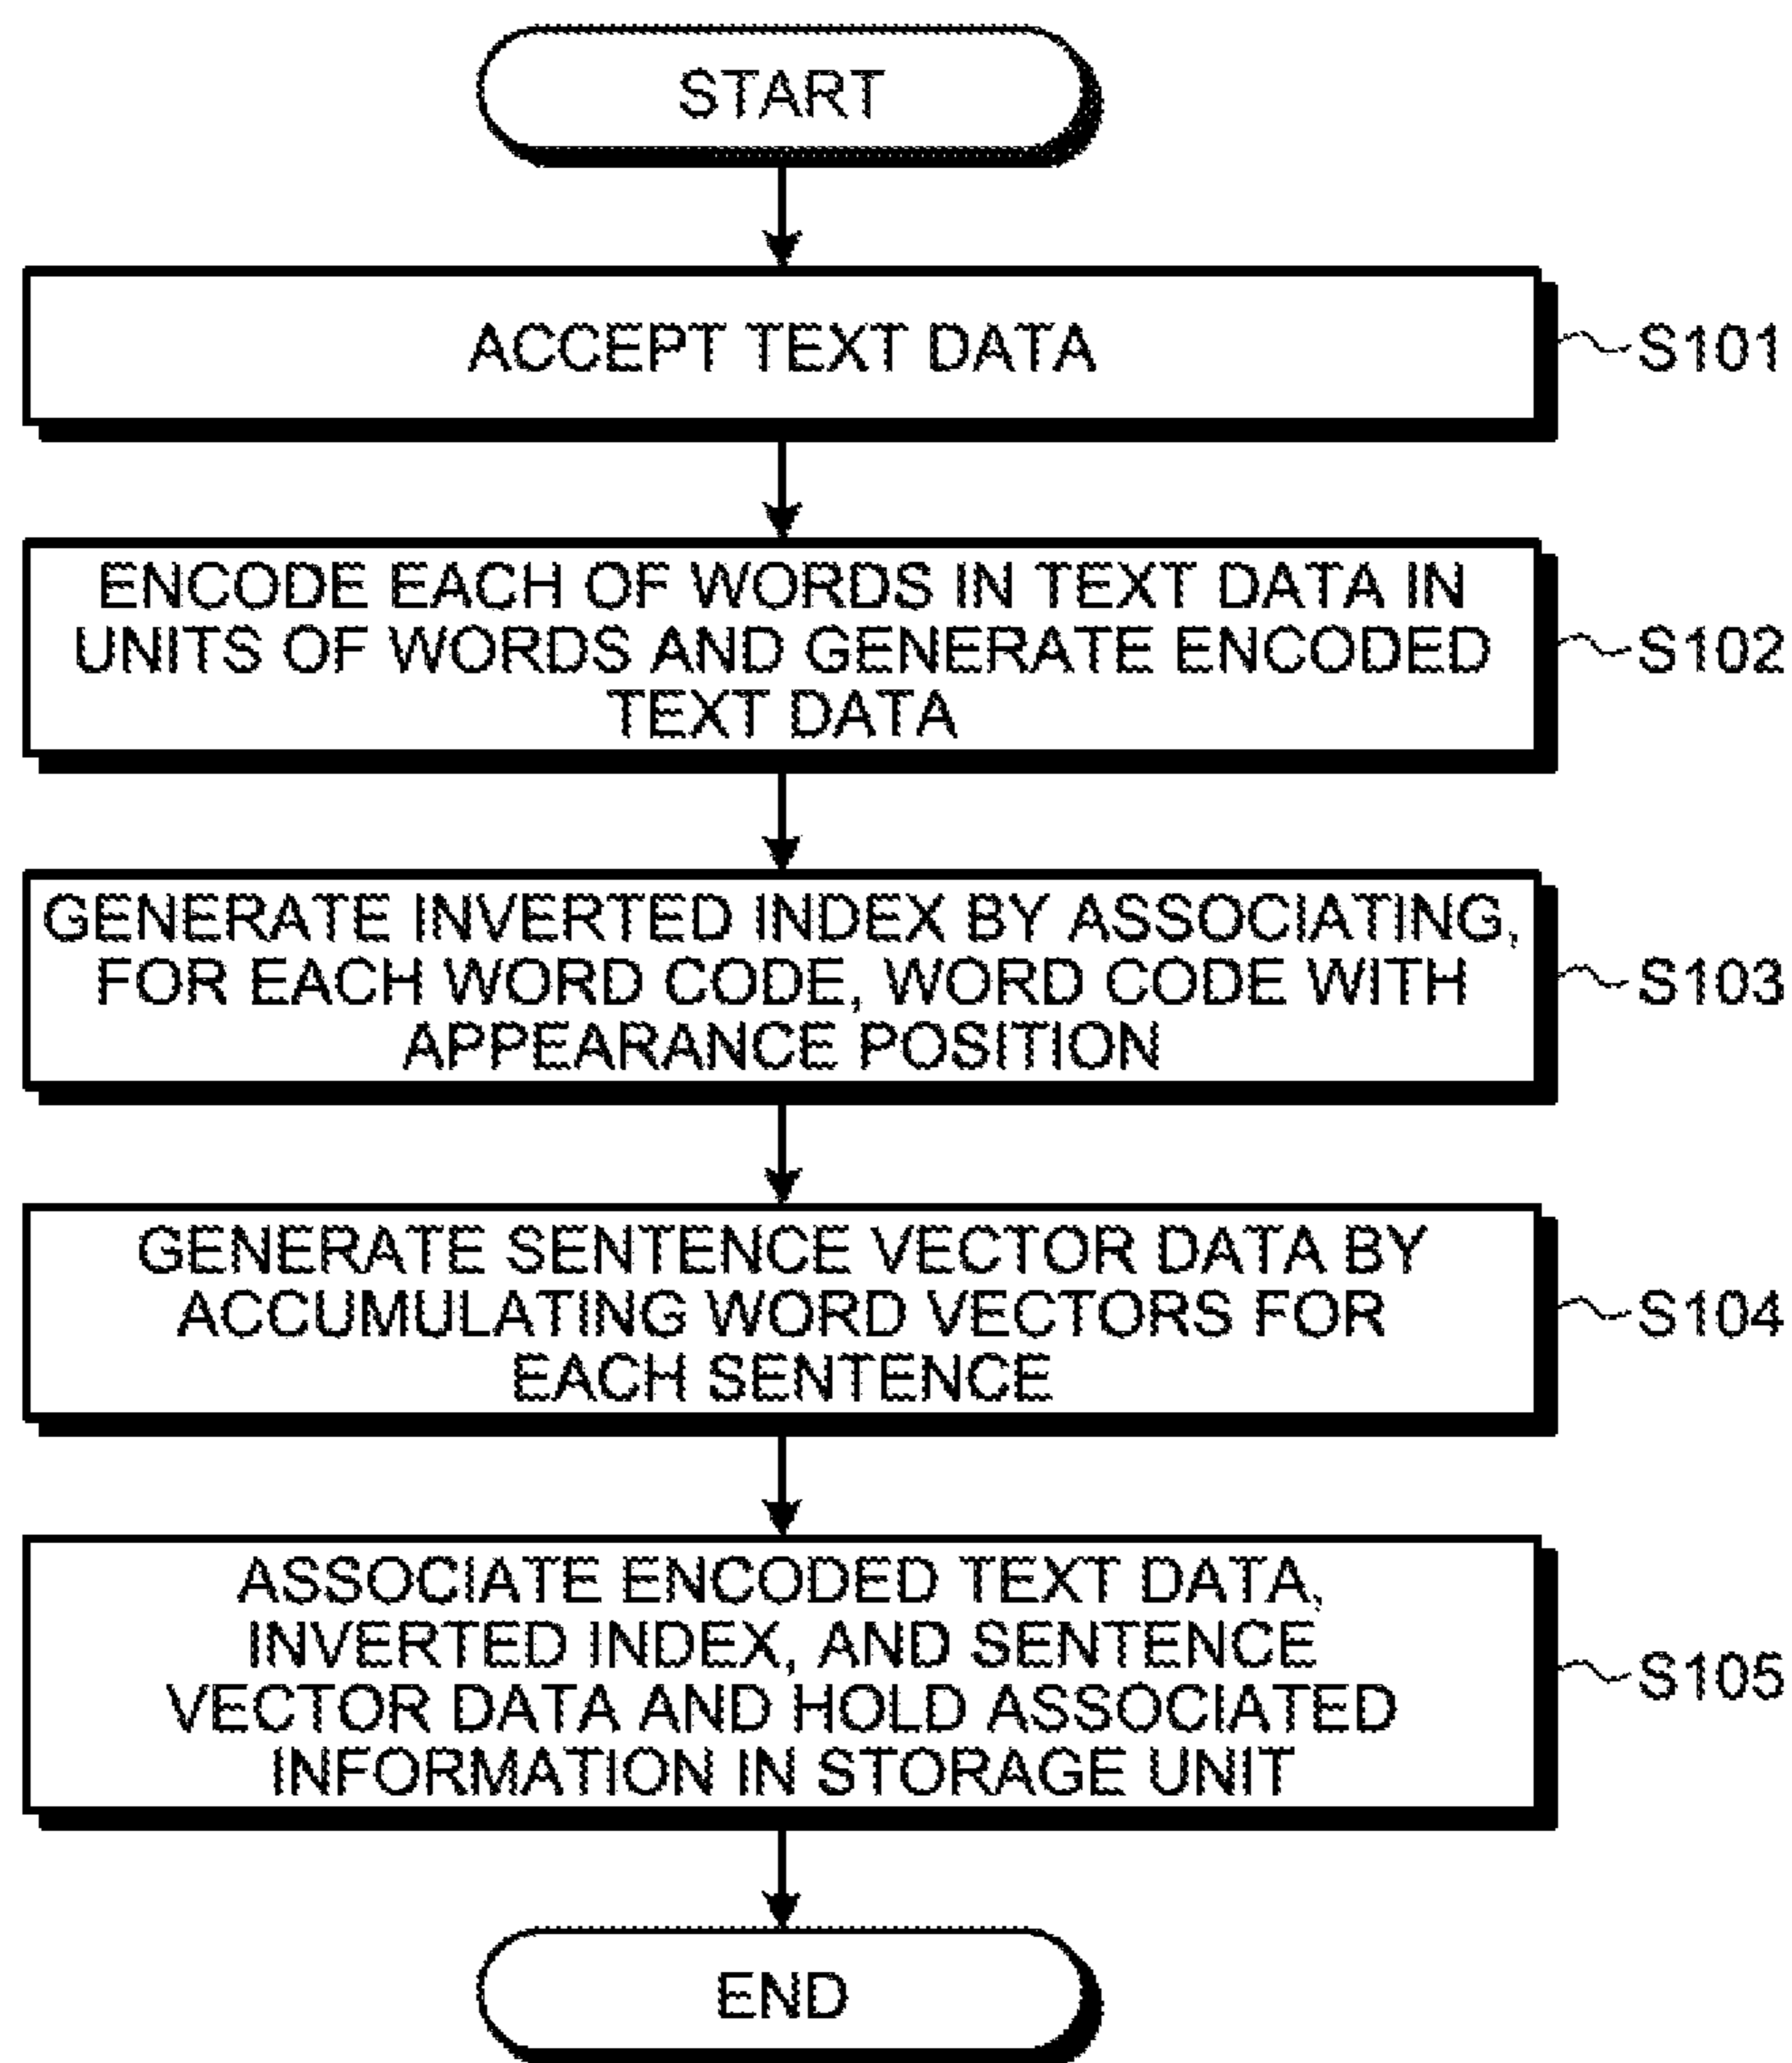 START
ACCEPT TEXT DATA
S101
ENCODE EACH OF WORDS IN TEXT DATA IN
UNITS OF WORDS AND GENERATE ENCODED
TEXT DATA
S102
GENERATE INVERTED INDEX BY ASSOCIATING,
FOR EACH WORD CODE, WORD CODE WITH
APPEARANCE POSITION
S103
GENERATE SENTENCE VECTOR DATA BY
ACCUMULATING WORD VECTORS FOR
EACH SENTENCE
S104
ASSOCIATE ENCODED TEXT DATA,
INVERTED INDEX, AND SENTENCE
VECTOR DATA AND HOLD ASSOCIATED
INFORMATION IN STORAGE UNIT
S105
END